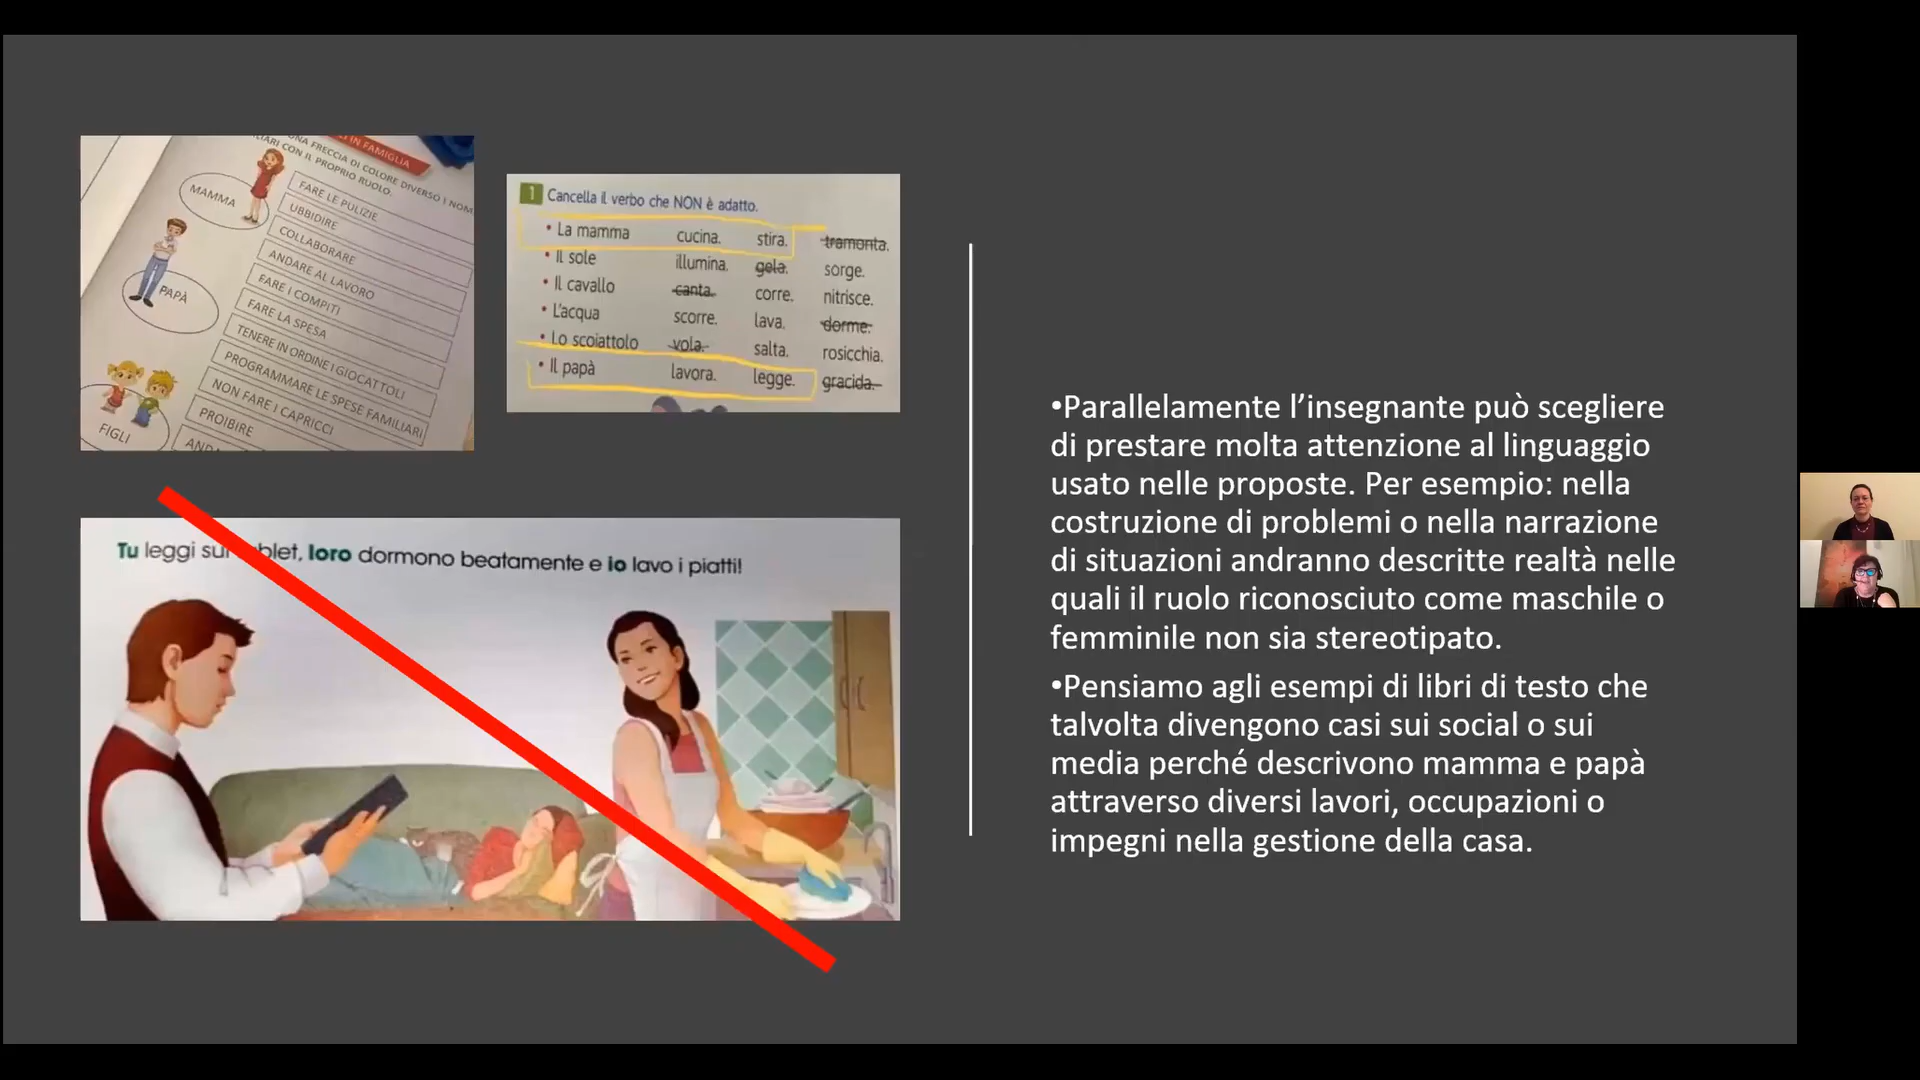 I IN FAMIGLIA
UNA FRECCIA DI COLORE DIVERSO I NOM
LIARI CON IL PROPRIO RUOLO.
MAMMA
PAPÀ
FIGLI
FARE LE PULIZIE
UBBIDIRE
COLLABORARE
ANDARE AL LAVORO
FARE I COMPITI
FARE LA SPESA
TENERE IN ORDINE I GIOCATTOLI
PROGRAMMARE LE SPESE FAMILIARI
NON FARE I CAPRICCI
PROIBIRE
1 Cancella il verbo che NON è adatto.
• La mamma cucina. stira. tramonta.
• Il sole illumina. gela. sorge.
• Il cavallo canta. corre. nitrisce.
• L'acqua scorre. lava. dorme.
• Lo scoiattolo vola. salta. rosicchia.
• Il papà lavora. legge. gracida.
Tu leggi sul tablet, loro dormono beatamente e io lavo i piatti!
•Parallelamente l’insegnante può scegliere
di prestare molta attenzione al linguaggio
usato nelle proposte. Per esempio: nella
costruzione di problemi o nella narrazione
di situazioni andranno descritte realtà nelle
quali il ruolo riconosciuto come maschile o
femminile non sia stereotipato.
•Pensiamo agli esempi di libri di testo che
talvolta divengono casi sui social o sui
media perché descrivono mamma e papà
attraverso diversi lavori, occupazioni o
impegni nella gestione della casa.